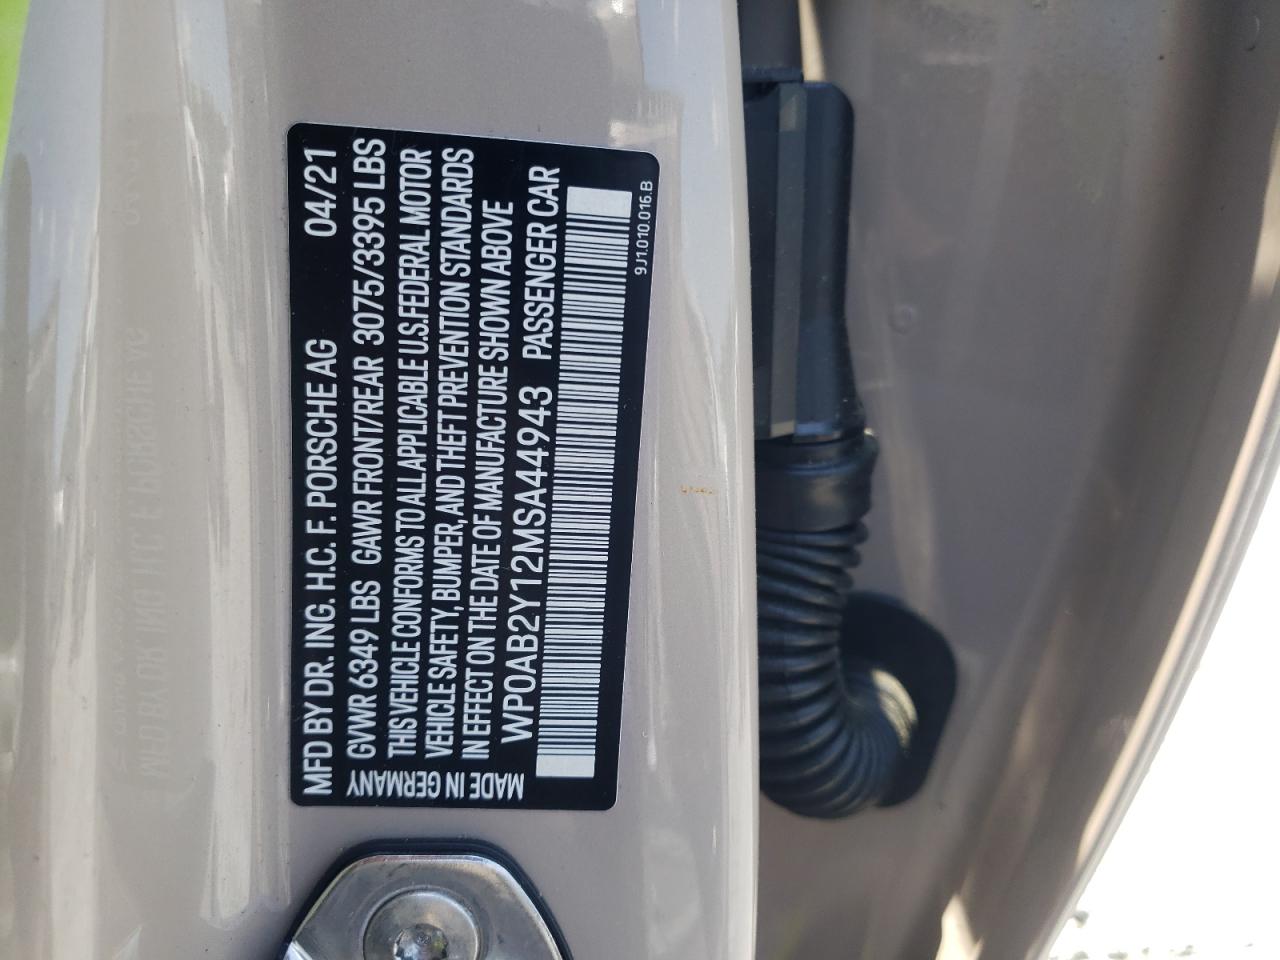 MFD BY DR. ING. H.C. F. PORSCHE AG 04/21
GVWR 6349 LBS GAWR FRONT/REAR 3075/3395 LBS
THIS VEHICLE CONFORMS TO ALL APPLICABLE U.S.FEDERAL MOTOR
VEHICLE SAFETY, BUMPER, AND THEFT PREVENTION STANDARDS
IN EFFECT ON THE DATE OF MANUFACTURE SHOWN ABOVE
WP0AB2Y12MSA44943 PASSENGER CAR
MADE IN GERMANY
9J1.010.016.B